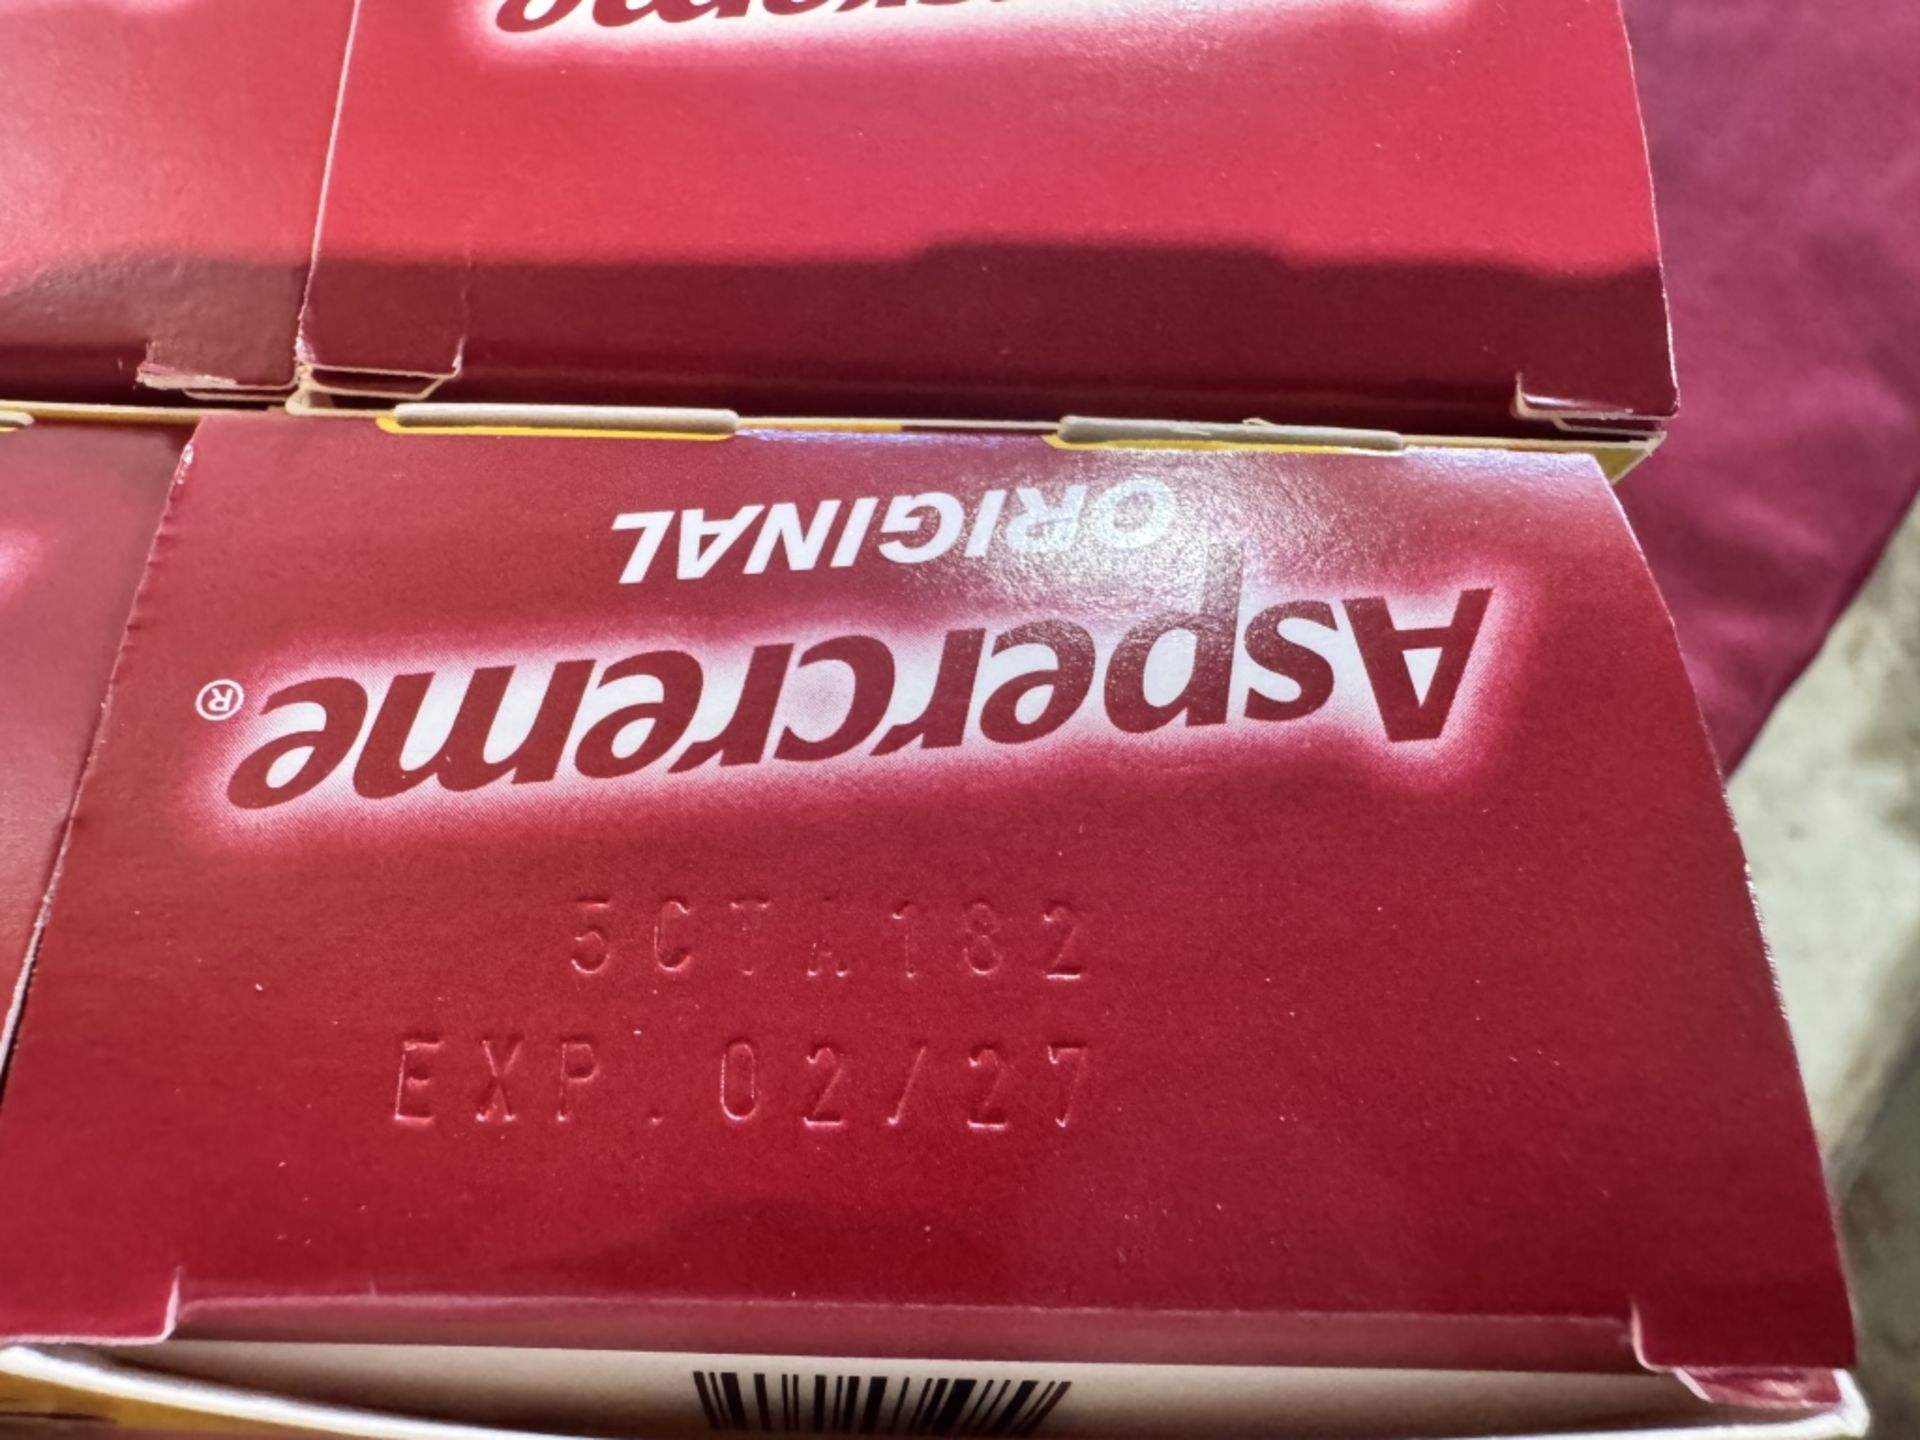 Aspercreme®
ORIGINAL
5CTA182
EXP. 02/27